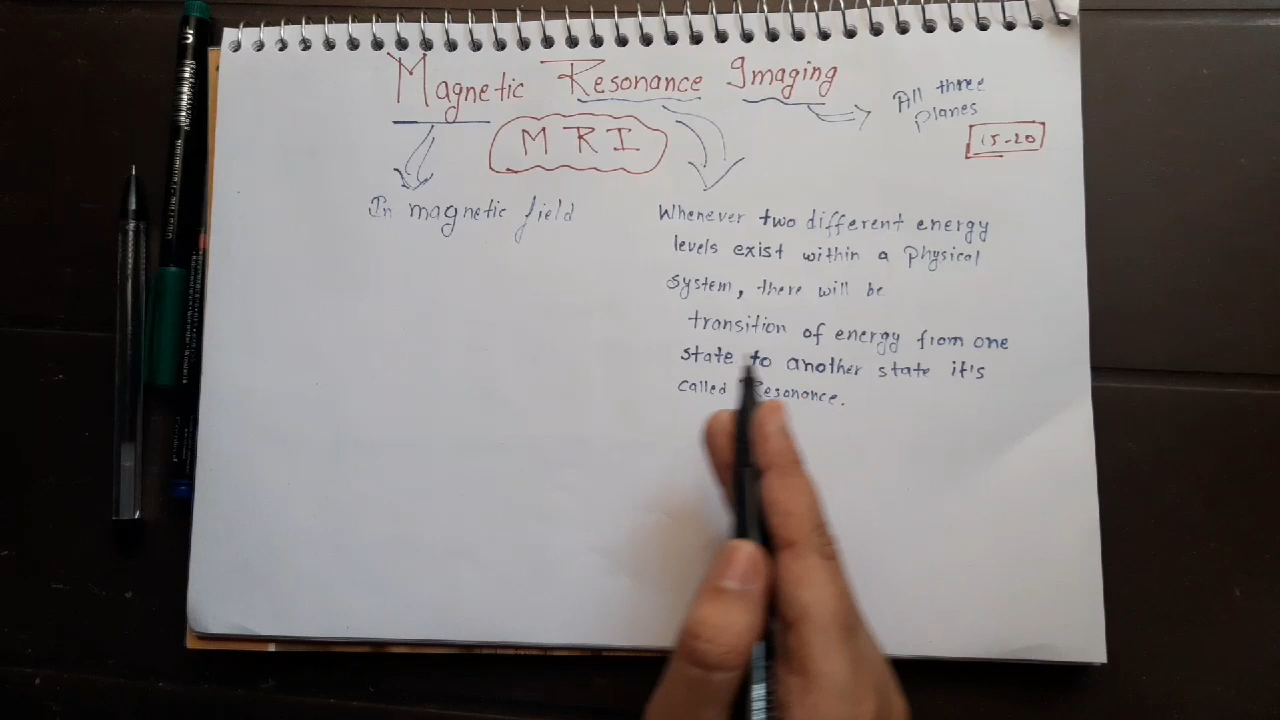 Magnetic Resonance Imaging
MRI
All three
planes
15-20
In magnetic field
Whenever two different energy
levels exist within a physical
system, there will be
transition of energy from one
state to another state it's
called Resonance.